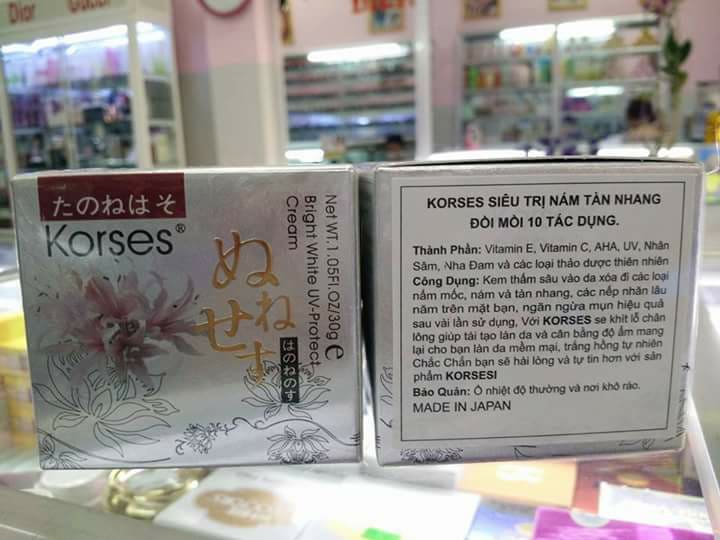 Dior
たのねはそ
Korses®
ぬねせす
はのねのす
Net WT.1.05Fl.OZ/30g e
Bright White UV-Protect
Cream
KORSES SIÊU TRỊ NÁM TÀN NHANG
ĐỒI MỒI 10 TÁC DỤNG.
Thành Phần: Vitamin E, Vitamin C, AHA, UV, Nhân
Sâm, Nha Đam và các loại thảo dược thiên nhiên
Công Dụng: Kem thấm sâu vào da xóa đi các loại
nấm mốc, nám và tàn nhang, các nếp nhăn lâu
năm trên mặt bạn, ngăn ngừa mụn hiệu quả
sau vài lần sử dụng, Với KORSES se khít lỗ chân
lông giúp tái tạo làn da và cân bằng độ ẩm mang
lại cho bạn làn da mềm mại, trắng hồng tự nhiên
Chắc Chắn bạn sẽ hài lòng và tự tin hơn với sản
phẩm KORSES!
Bảo Quản: Ở nhiệt độ thường và nơi khô ráo.
MADE IN JAPAN